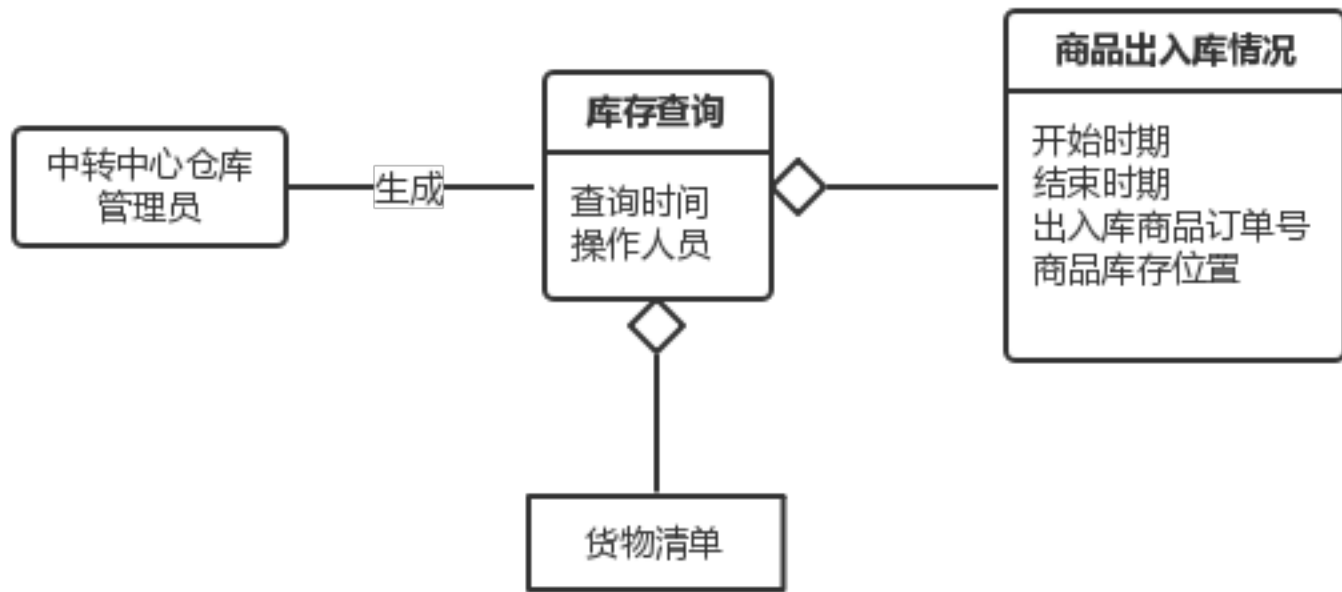 中转中心仓库
管理员
生成
库存查询
查询时间
操作人员
商品出入库情况
开始时期
结束时期
出入库商品订单号
商品库存位置
货物清单